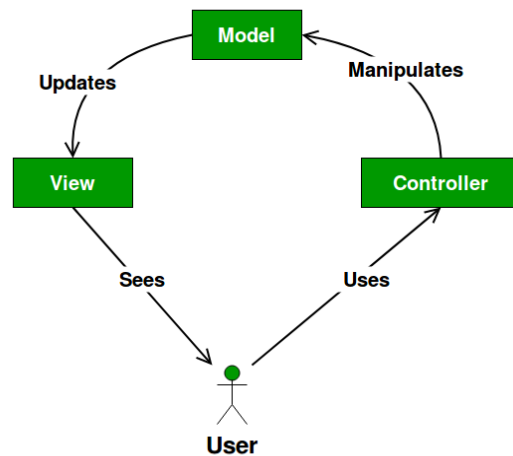 Model
Updates
Manipulates
View
Controller
Sees
Uses
User